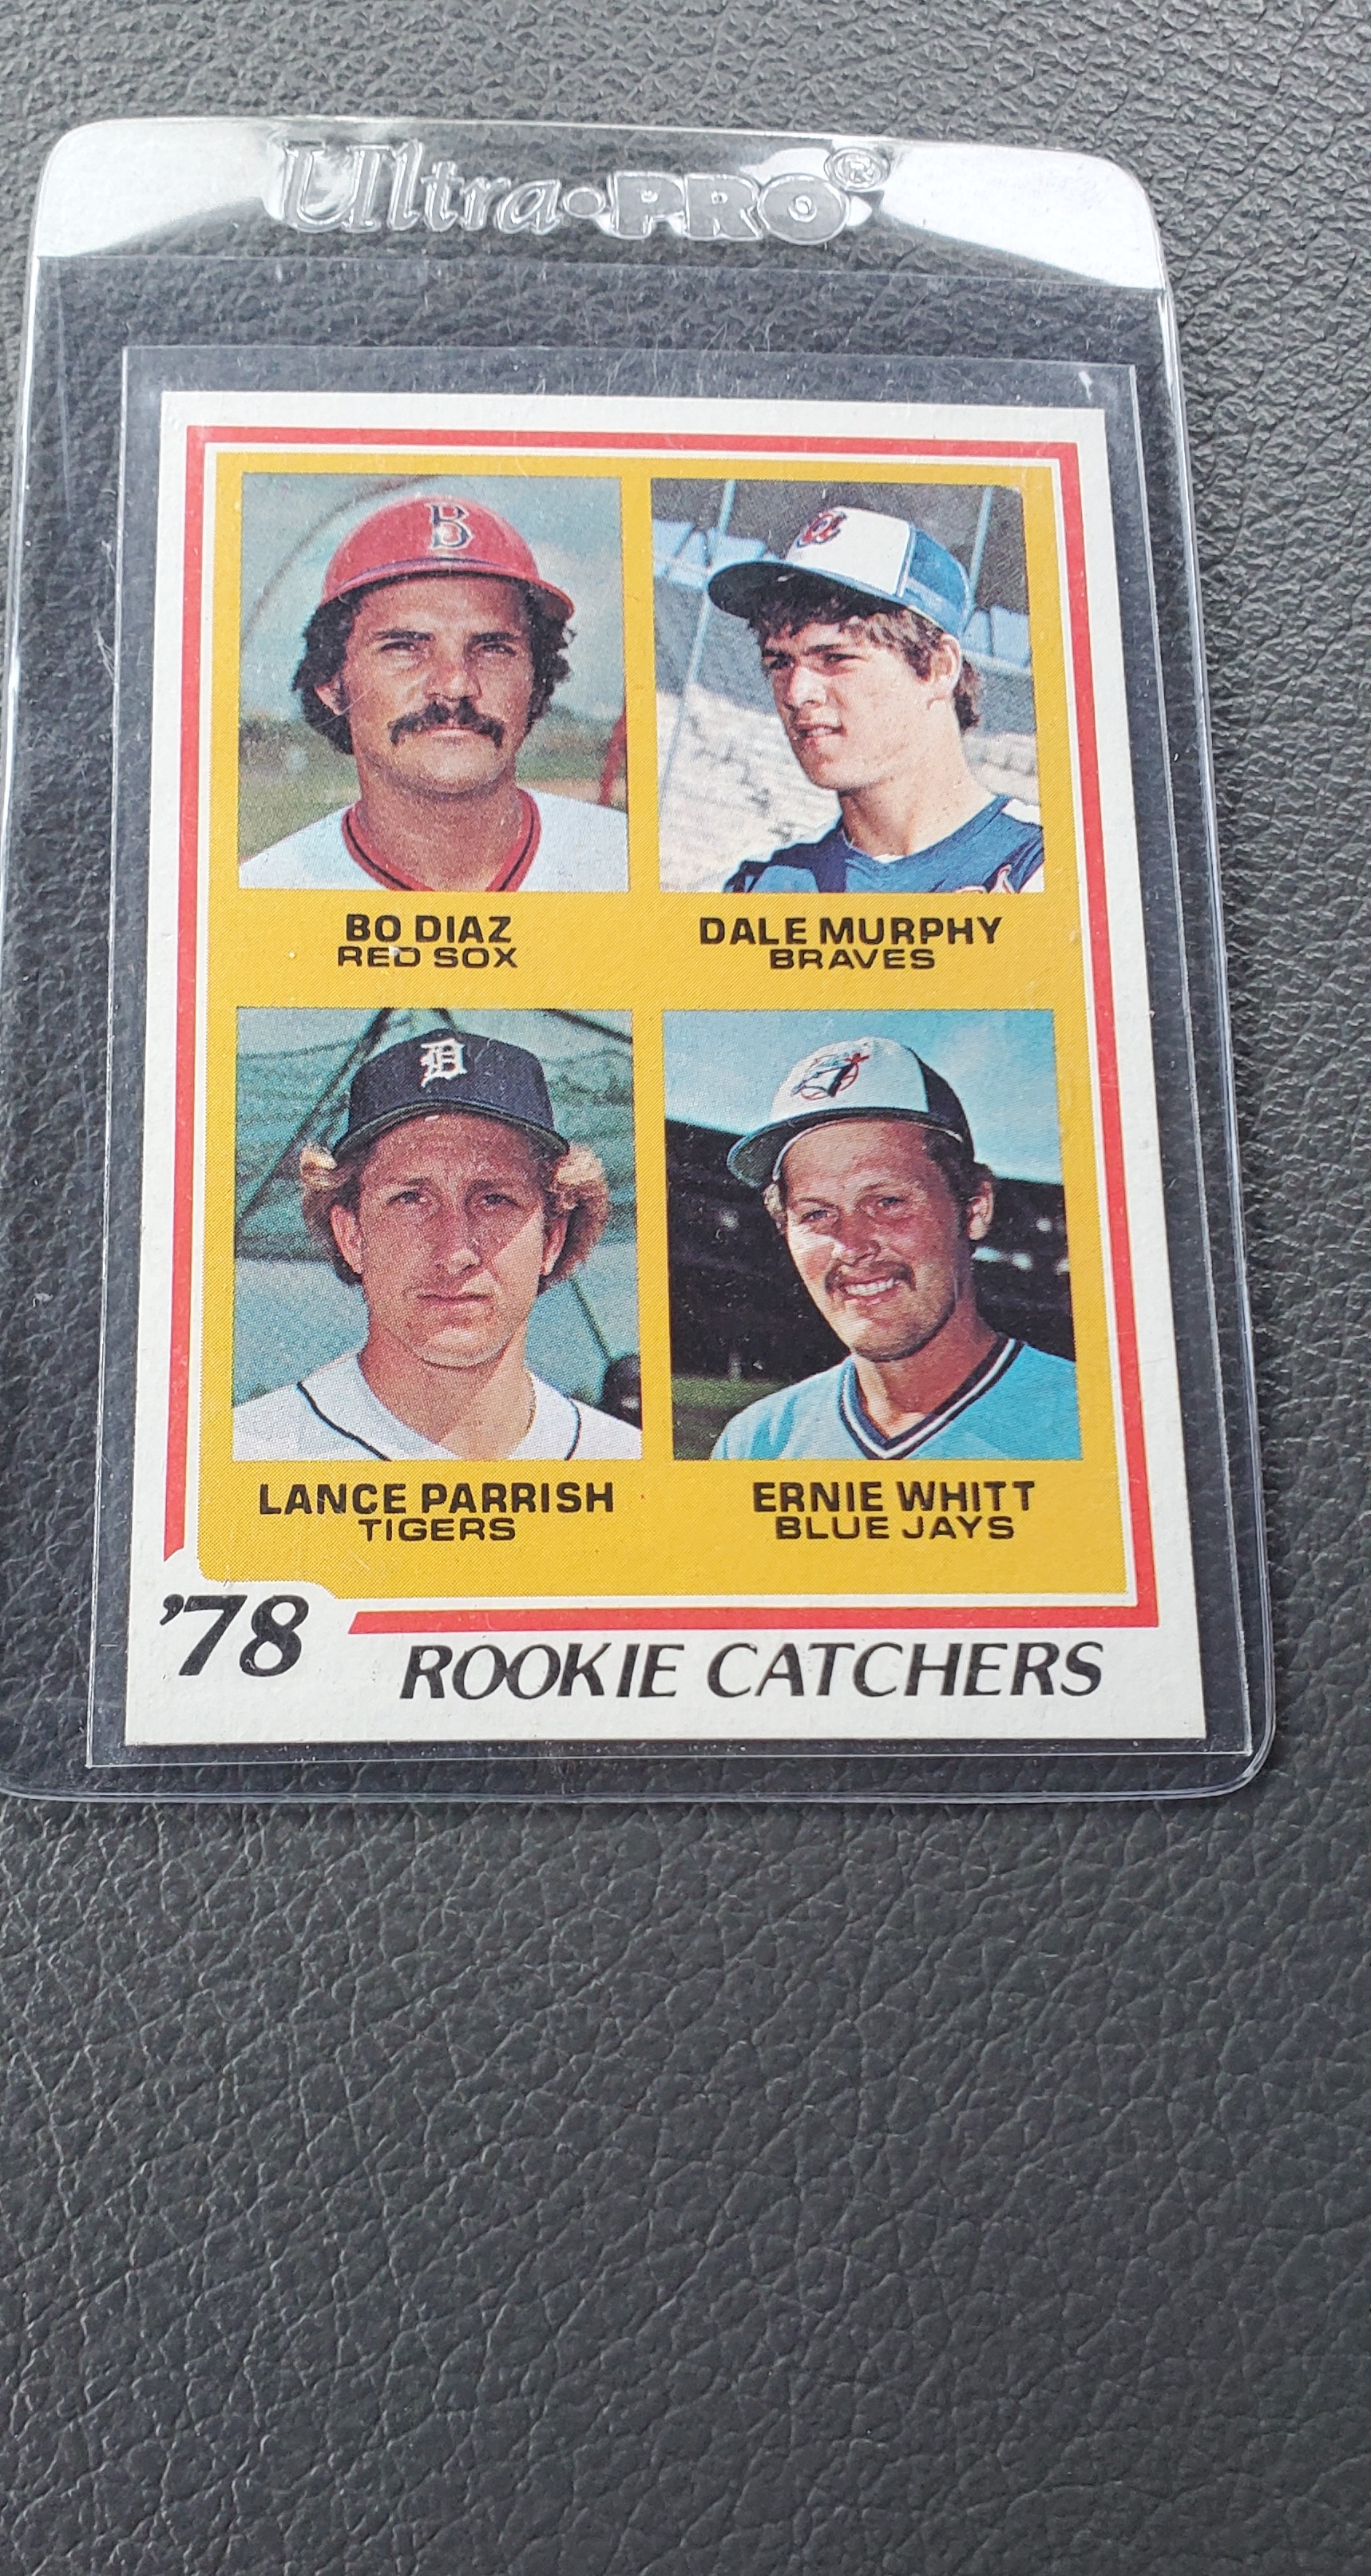 Ultra•PRO®
B
BO DIAZ
RED SOX
DALE MURPHY
BRAVES
D
LANCE PARRISH
TIGERS
ERNIE WHITT
BLUE JAYS
'78
ROOKIE CATCHERS